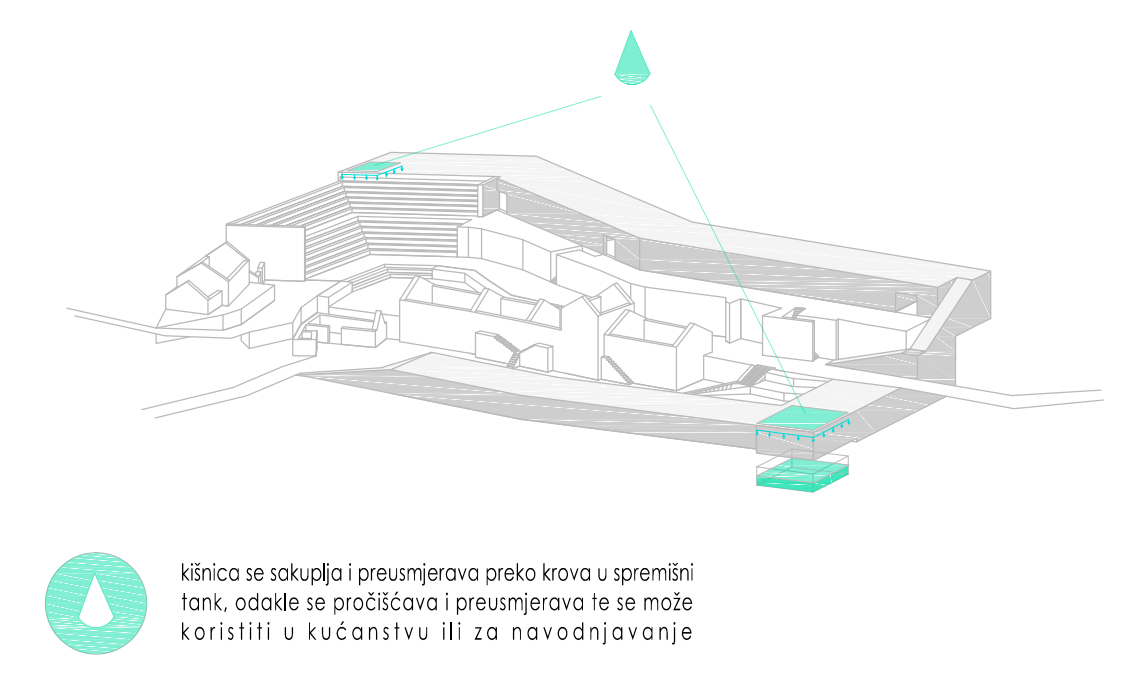 kišnica se sakuplja i preusmjerava preko krova u spremišni
tank, odakle se pročišćava i preusmjerava te se može
koristiti u kućanstvu ili za navodnjavanje